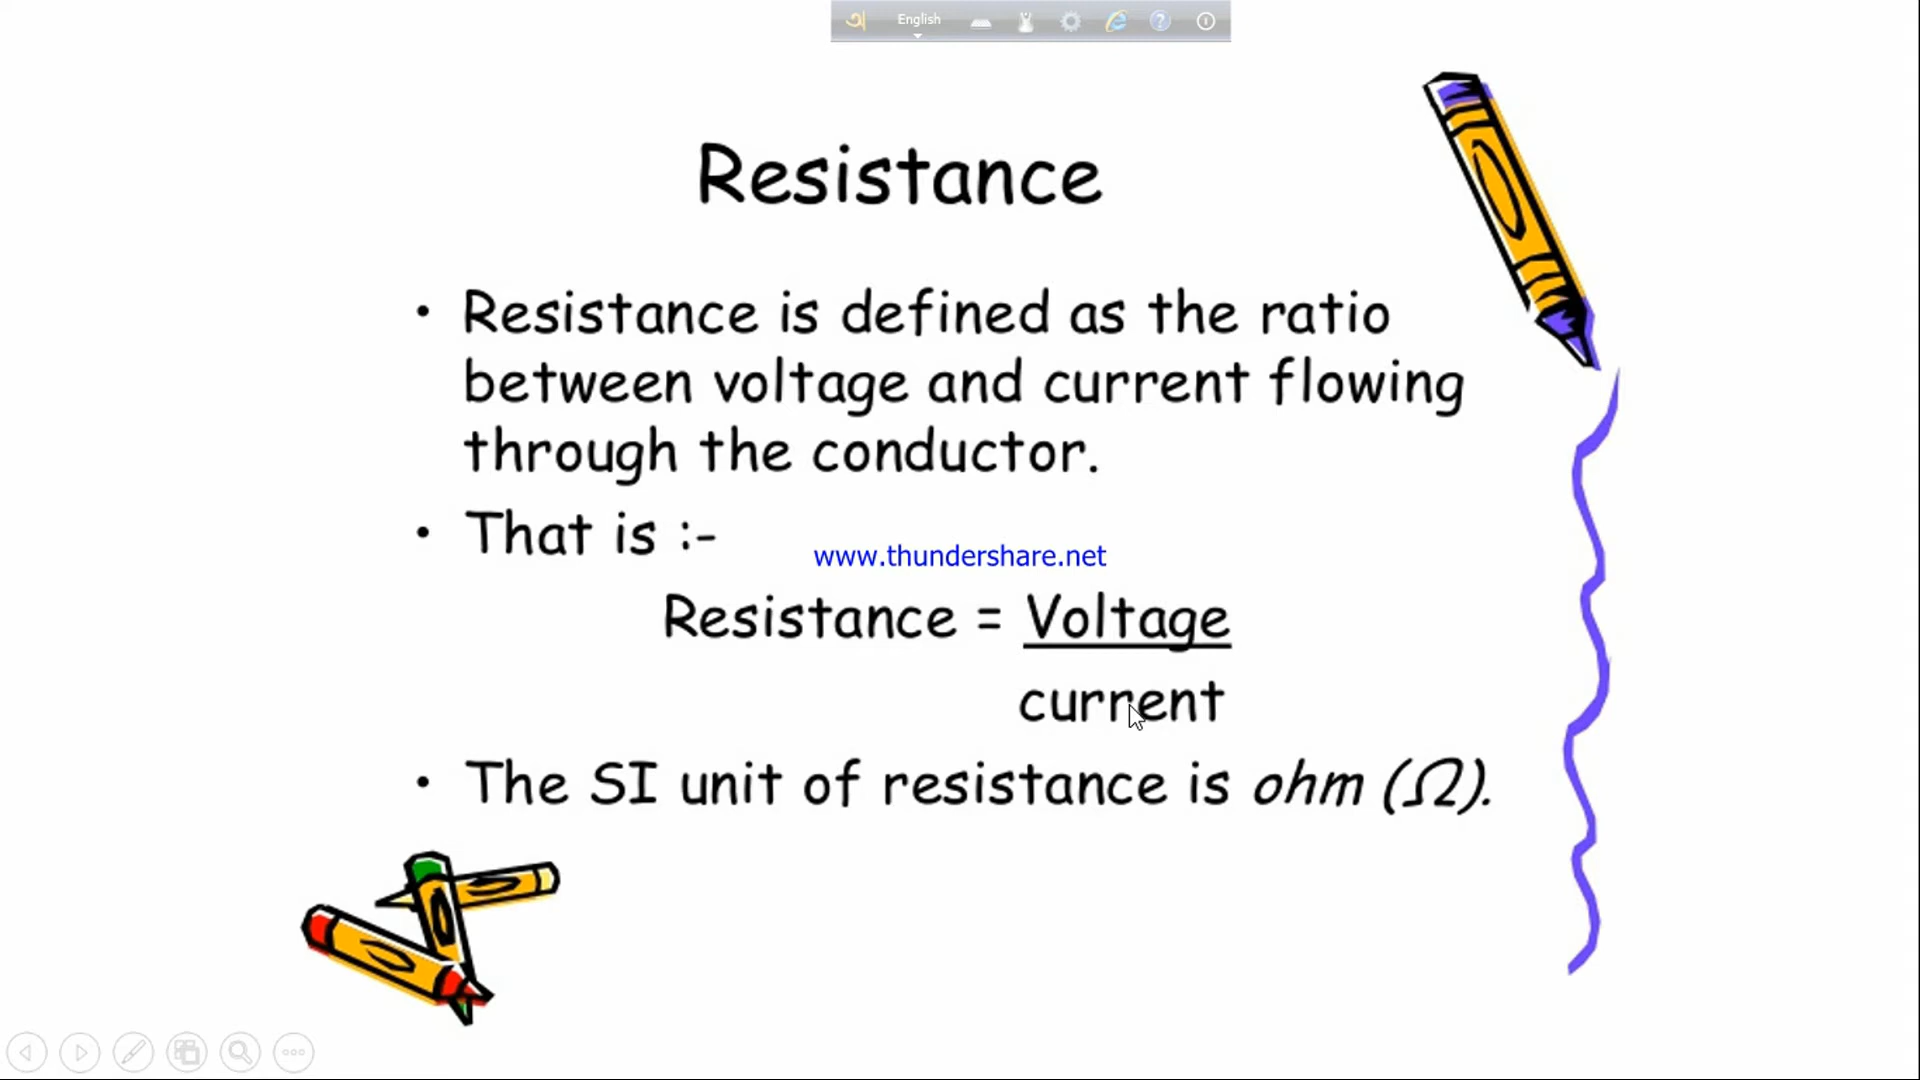 English
Resistance
• Resistance is defined as the ratio
between voltage and current flowing
through the conductor.
• That is :-
www.thundershare.net
Resistance = Voltage
current
• The SI unit of resistance is ohm (Ω).